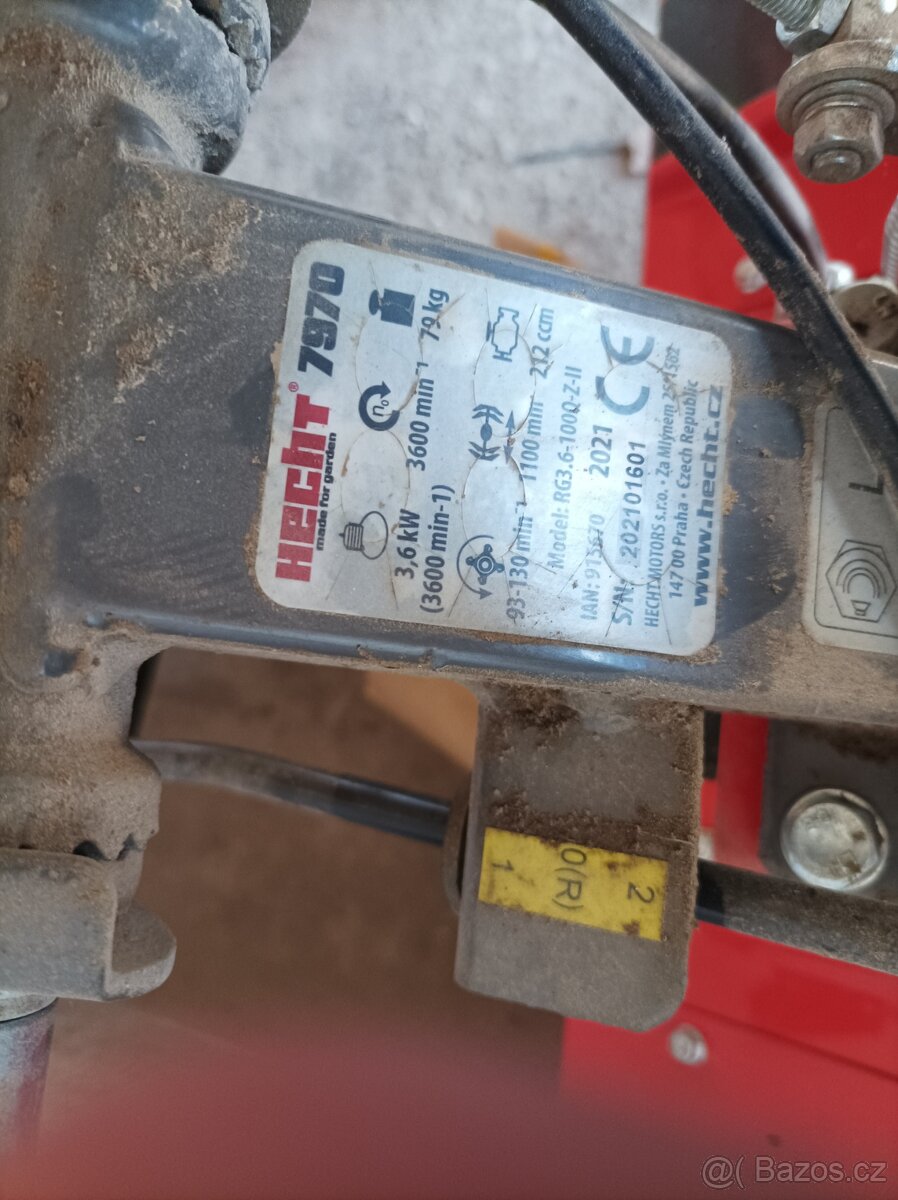 HECHT® 7970
made for garden
3,6 kW
(3600 min-1)
3600 min⁻¹
79 kg
n₀
93-130 min⁻¹
1100 min⁻¹
212 ccm
Model: RG3.6-1000-Z-II
IAN:
2021
S/N: 202101601
CE
HECHT MOTORS s.r.o. • Za Mlýnem
147 00 Praha • Czech Republic
www.hecht.cz
L
2
0(R)
1
@( Bazos.cz